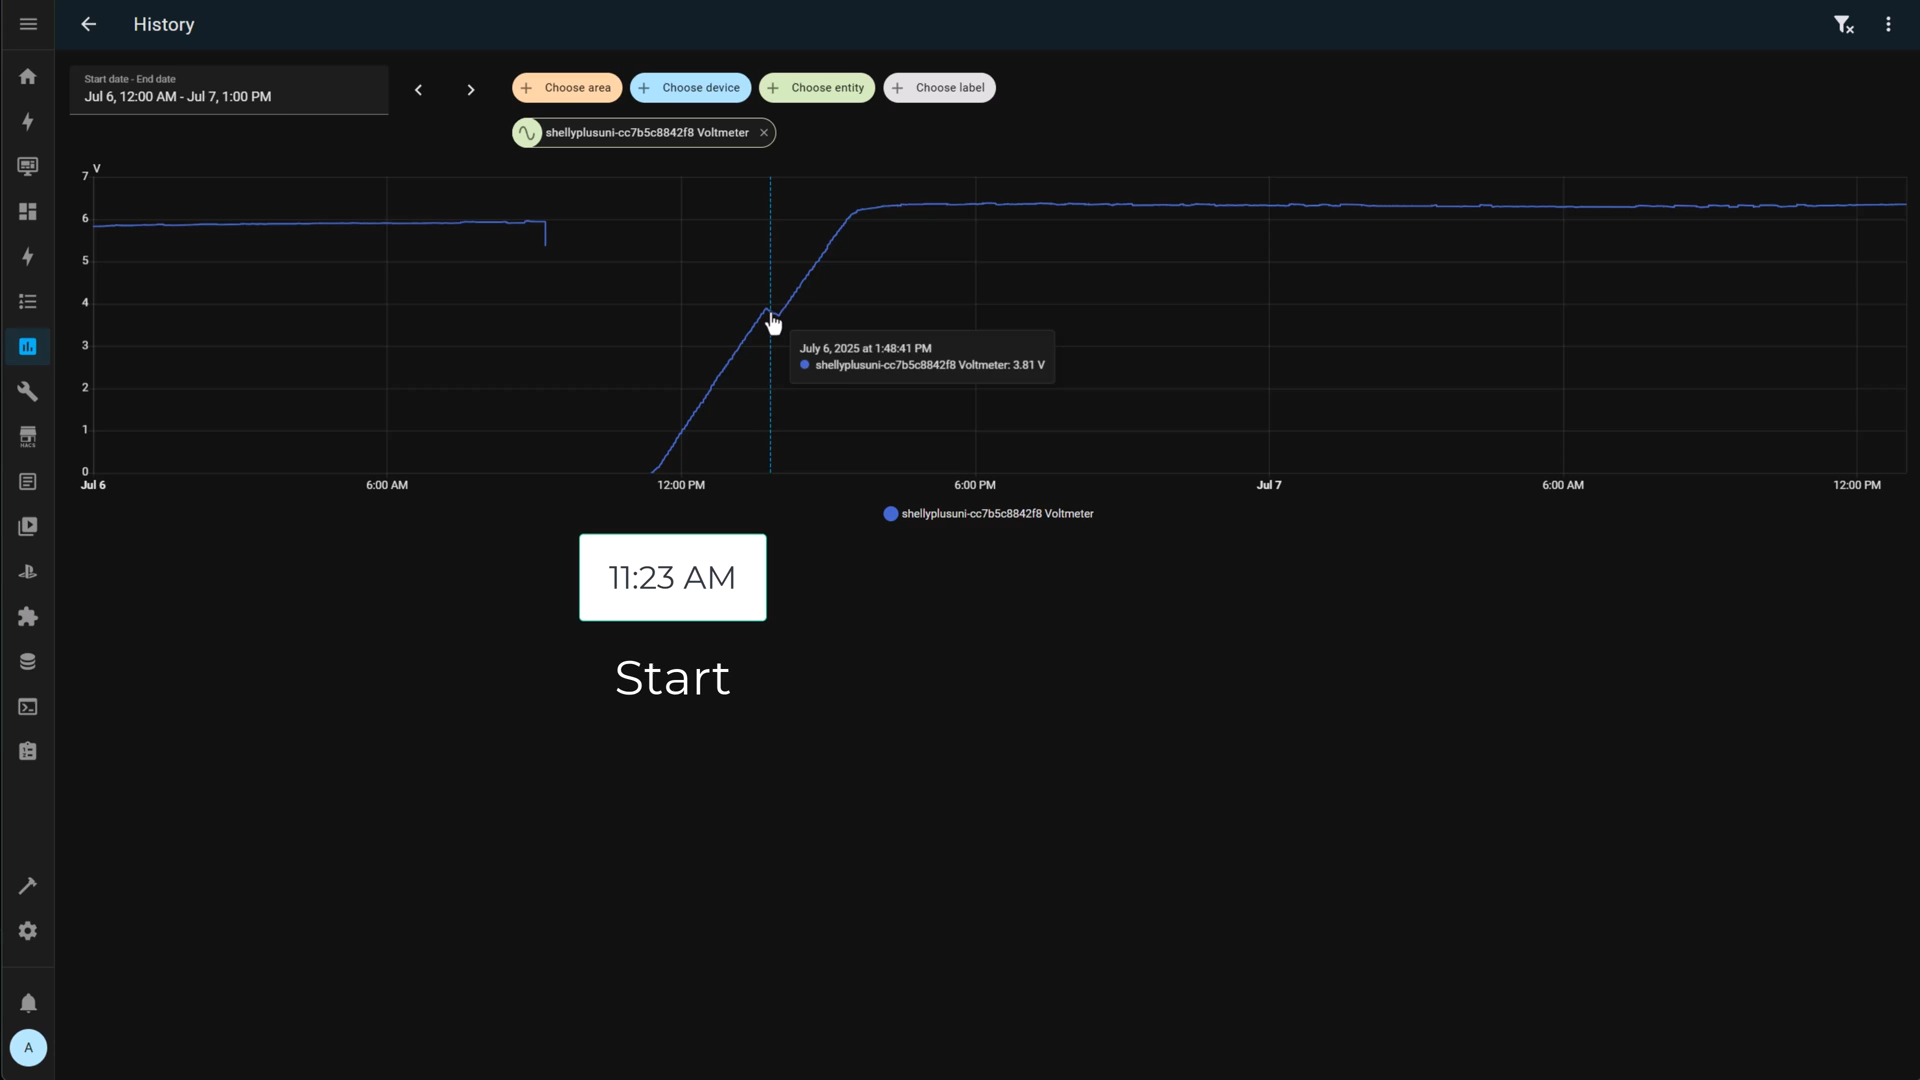 History
Start date - End date
Jul 6, 12:00 AM - Jul 7, 1:00 PM
Choose area
Choose device
Choose entity
Choose label
shellyplusuni-cc7b5c8842f8 Voltmeter
V
7
6
5
4
3
2
1
0
July 6, 2025 at 1:48:41 PM
shellyplusuni-cc7b5c8842f8 Voltmeter: 3.81 V
HACS
Jul 6
6:00 AM
12:00 PM
6:00 PM
Jul 7
6:00 AM
12:00 PM
shellyplusuni-cc7b5c8842f8 Voltmeter
11:23 AM
Start
A